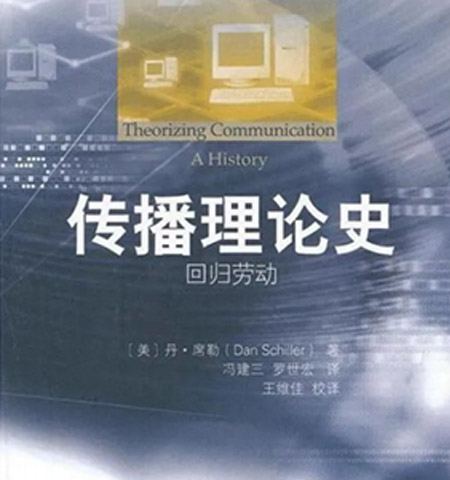 Theorizing Communication
A History
传播理论史
回归劳动
［美］丹·席勒（Dan Schiller） 著
冯建三 罗世宏 译
王维佳 校译